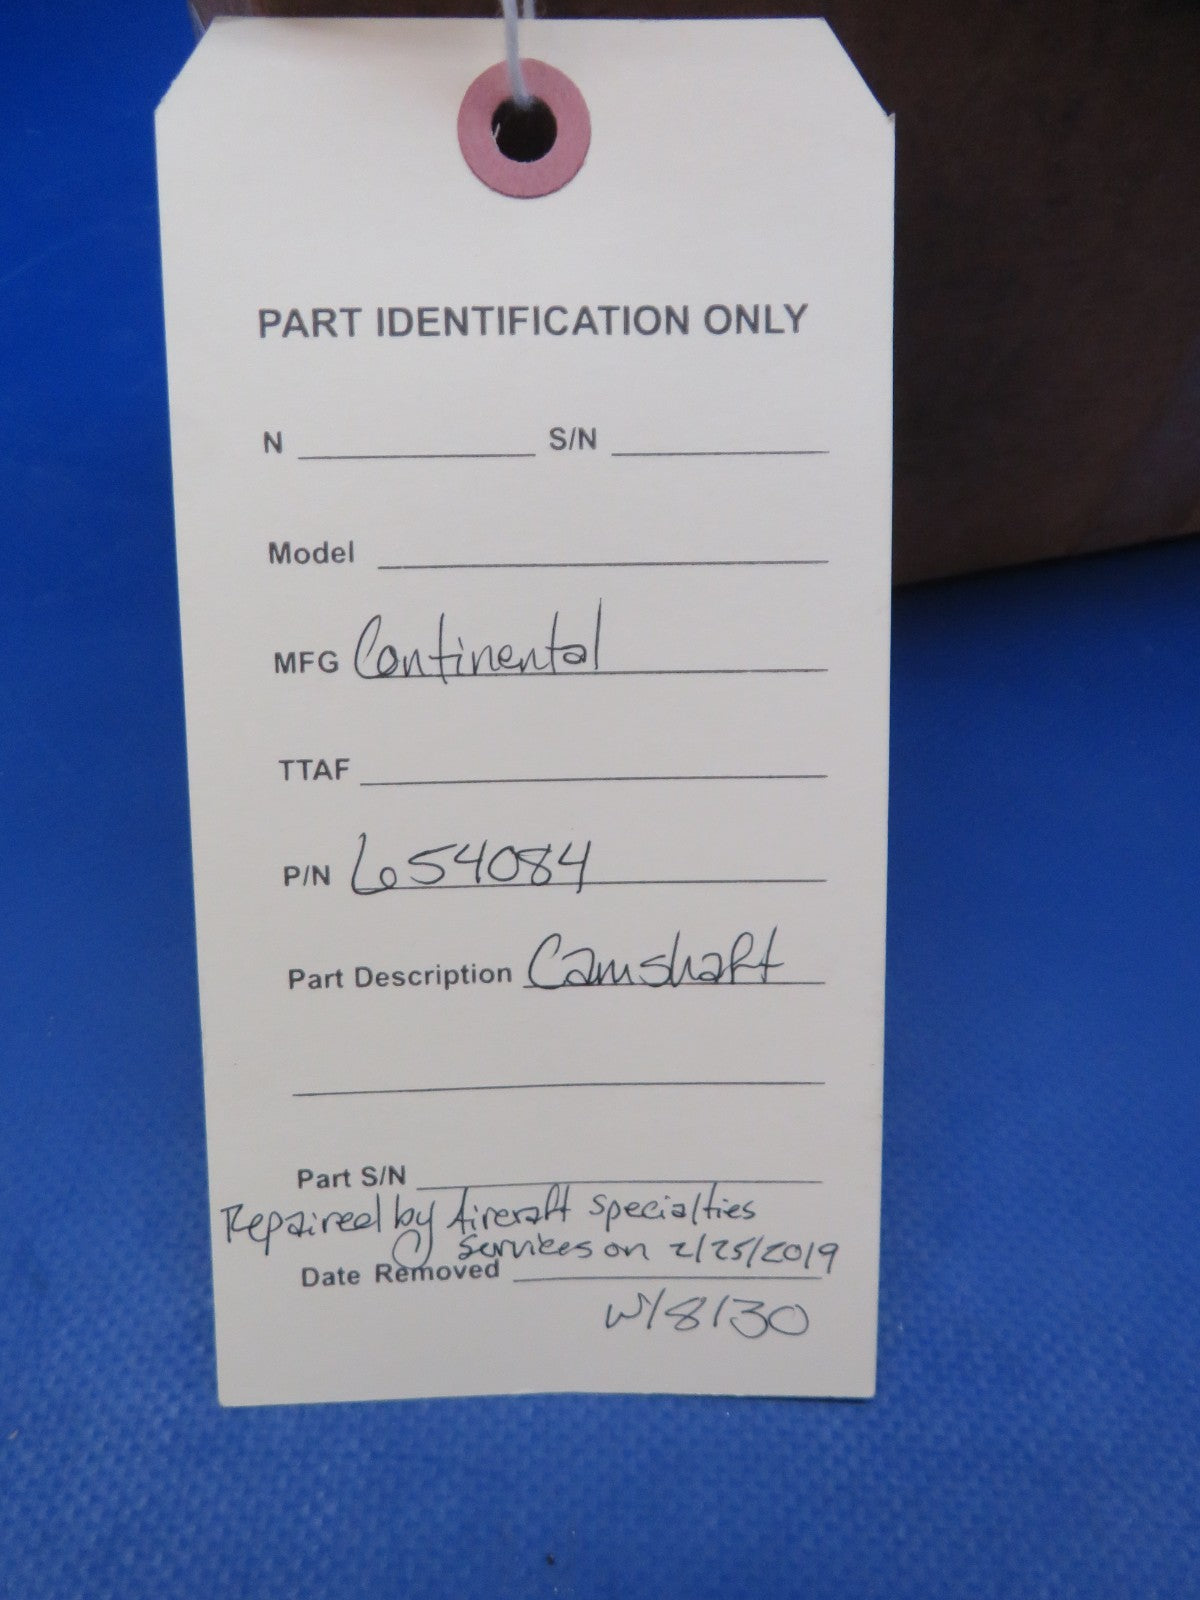 PART IDENTIFICATION ONLY
N S/N
Model
MFG Continental
TTAF
P/N 654084
Part Description Camshaft
Part S/N
Repaired by Aircraft Specialties
Services on 2/25/2019
Date Removed
W/8130